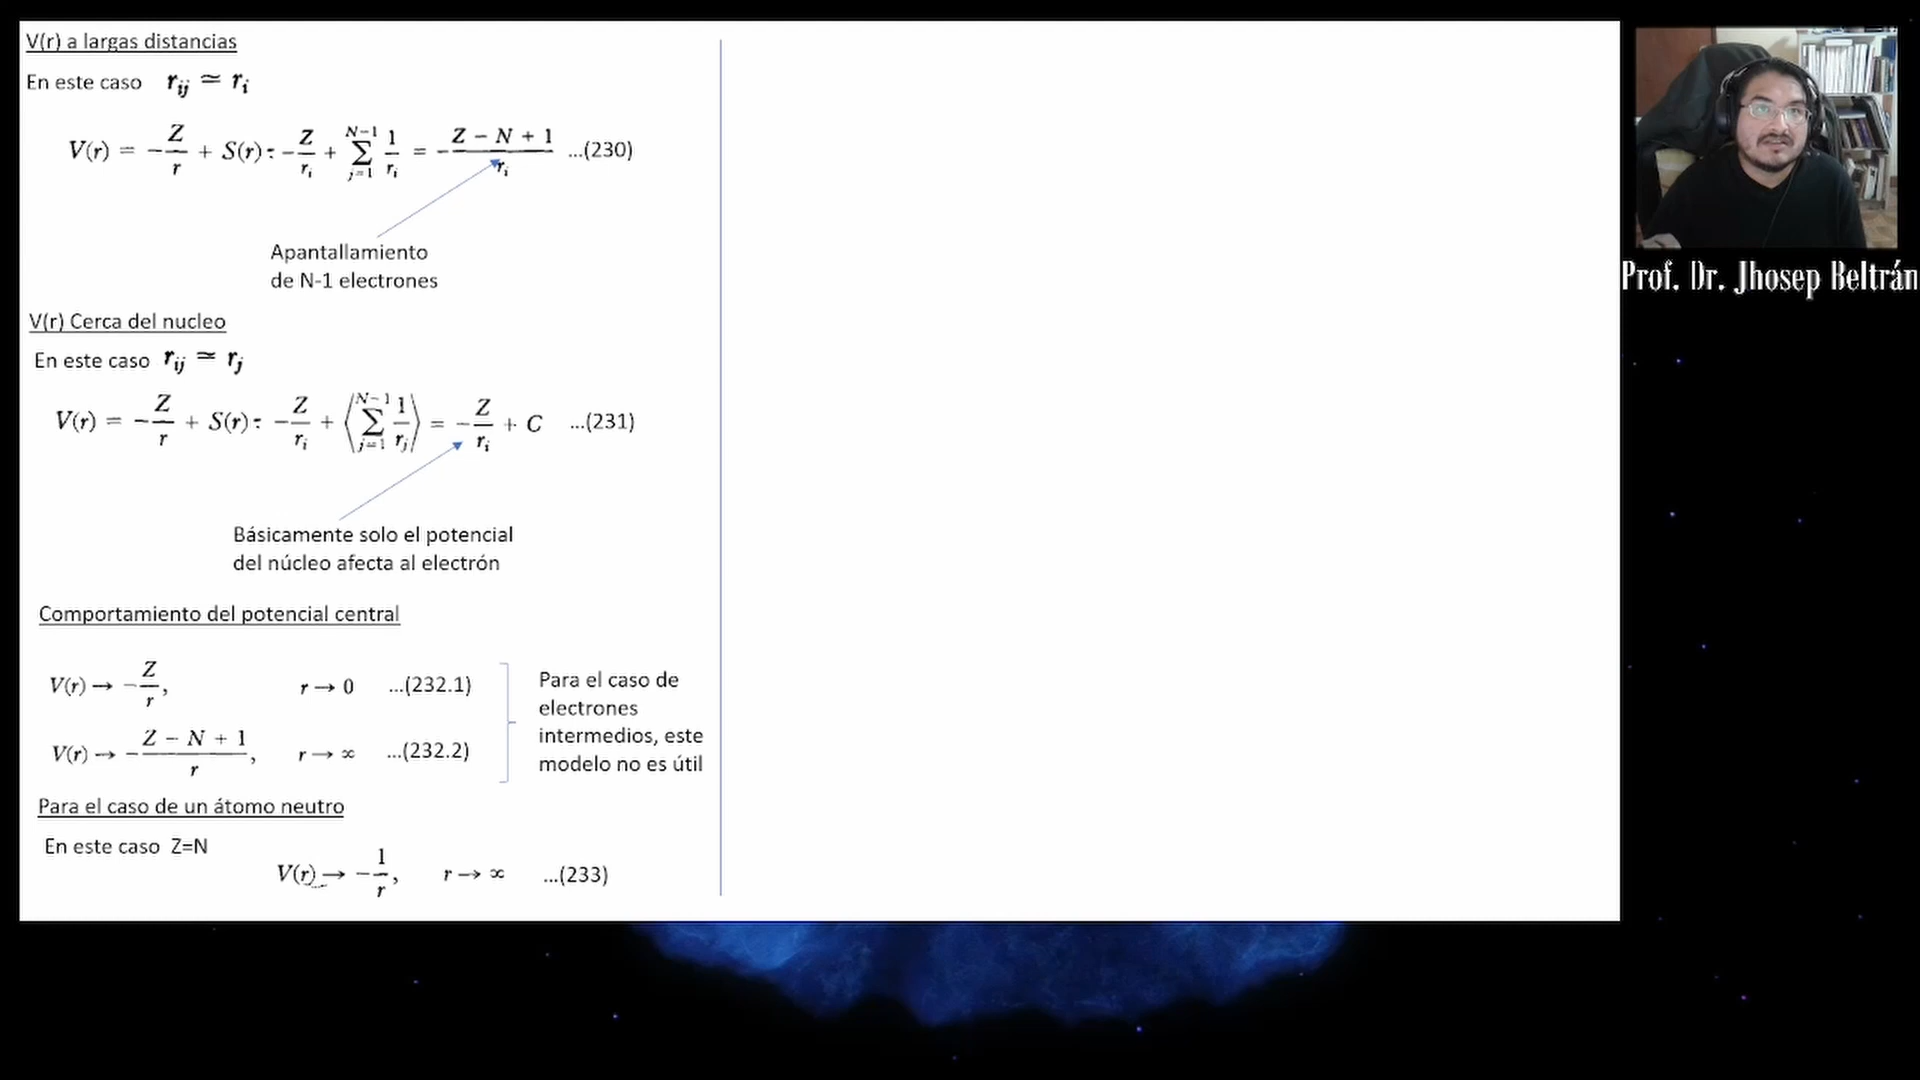 V(r) a largas distancias
En este caso r_ij ≃ r_i
V(r) = −Z/r + S(r) = −Z/r_i + ∑_{j=1}^{N−1} 1/r_i = −(Z − N + 1)/r_i ...(230)
Apantallamiento
de N-1 electrones
V(r) Cerca del nucleo
En este caso r_ij ≃ r_j
V(r) = −Z/r + S(r) = −Z/r_i + ⟨∑_{j=1}^{N−1} 1/r_j⟩ = −Z/r_i + C ...(231)
Básicamente solo el potencial
del núcleo afecta al electrón
Comportamiento del potencial central
V(r) → −Z/r, r → 0 ...(232.1)
V(r) → −(Z − N + 1)/r, r → ∞ ...(232.2)
Para el caso de
electrones
intermedios, este
modelo no es útil
Para el caso de un átomo neutro
En este caso Z=N
V(r) → −1/r, r → ∞ ...(233)
Prof. Dr. Jhosep Beltrán